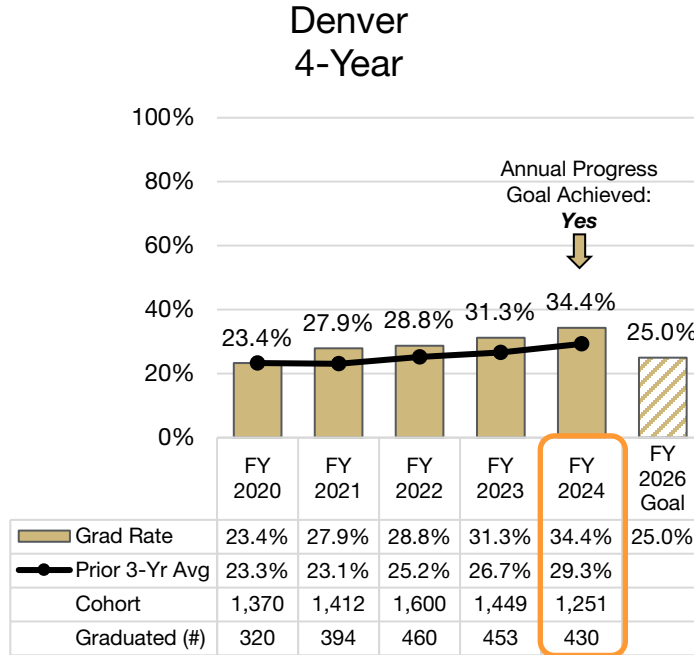 Denver
4-Year
100%
80%
60%
40%
20%
0%
Annual Progress
Goal Achieved:
Yes
23.4%
27.9%
28.8%
31.3%
34.4%
25.0%
FY 2020
FY 2021
FY 2022
FY 2023
FY 2024
FY 2026 Goal
Grad Rate 23.4% 27.9% 28.8% 31.3% 34.4% 25.0%
Prior 3-Yr Avg 23.3% 23.1% 25.2% 26.7% 29.3%
Cohort 1,370 1,412 1,600 1,449 1,251
Graduated (#) 320 394 460 453 430